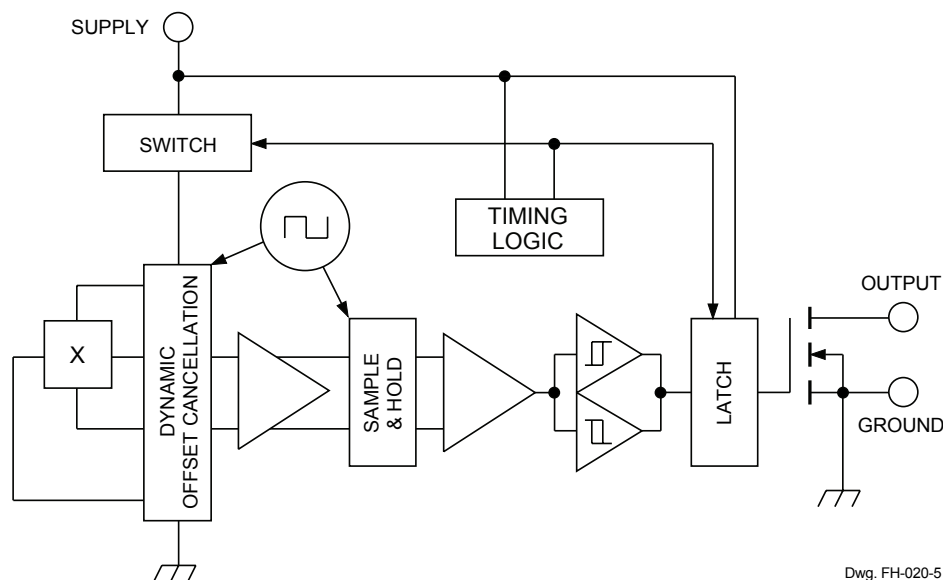 SUPPLY
SWITCH
TIMING
LOGIC
OUTPUT
X
DYNAMIC
OFFSET CANCELLATION
SAMPLE
& HOLD
LATCH
GROUND
Dwg. FH-020-5